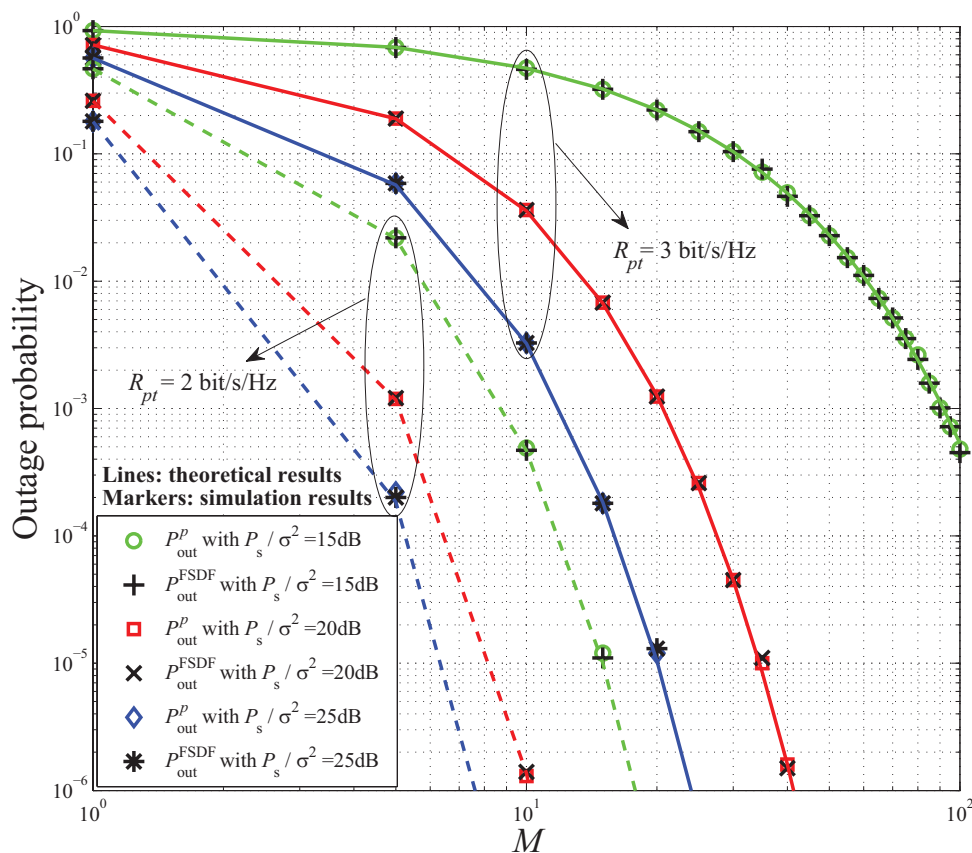 10^0
10^-1
10^-2
10^-3
10^-4
10^-5
10^-6
Outage probability
R_pt = 3 bit/s/Hz
R_pt = 2 bit/s/Hz
Lines: theoretical results
Markers: simulation results
P_out^p with P_s / σ^2 =15dB
P_out^FSDF with P_s / σ^2 =15dB
P_out^p with P_s / σ^2 =20dB
P_out^FSDF with P_s / σ^2 =20dB
P_out^p with P_s / σ^2 =25dB
P_out^FSDF with P_s / σ^2 =25dB
10^0
10^1
10^2
M